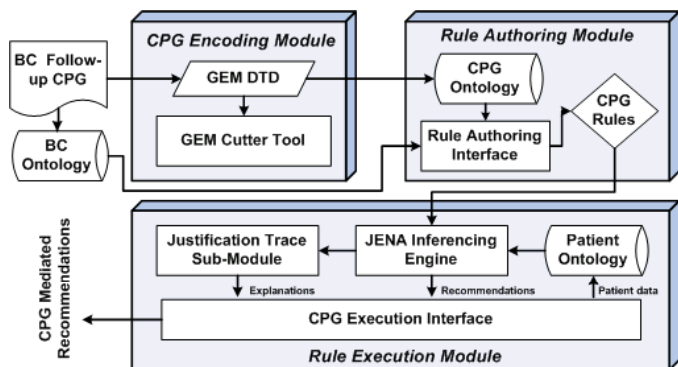 CPG Encoding Module
Rule Authoring Module
BC Follow-
up CPG
GEM DTD
CPG
Ontology
CPG
Rules
GEM Cutter Tool
Rule Authoring
Interface
BC
Ontology
Justification Trace
Sub-Module
JENA Inferencing
Engine
Patient
Ontology
Explanations
Recommendations
Patient data
CPG Execution Interface
CPG Mediated
Recommendations
Rule Execution Module